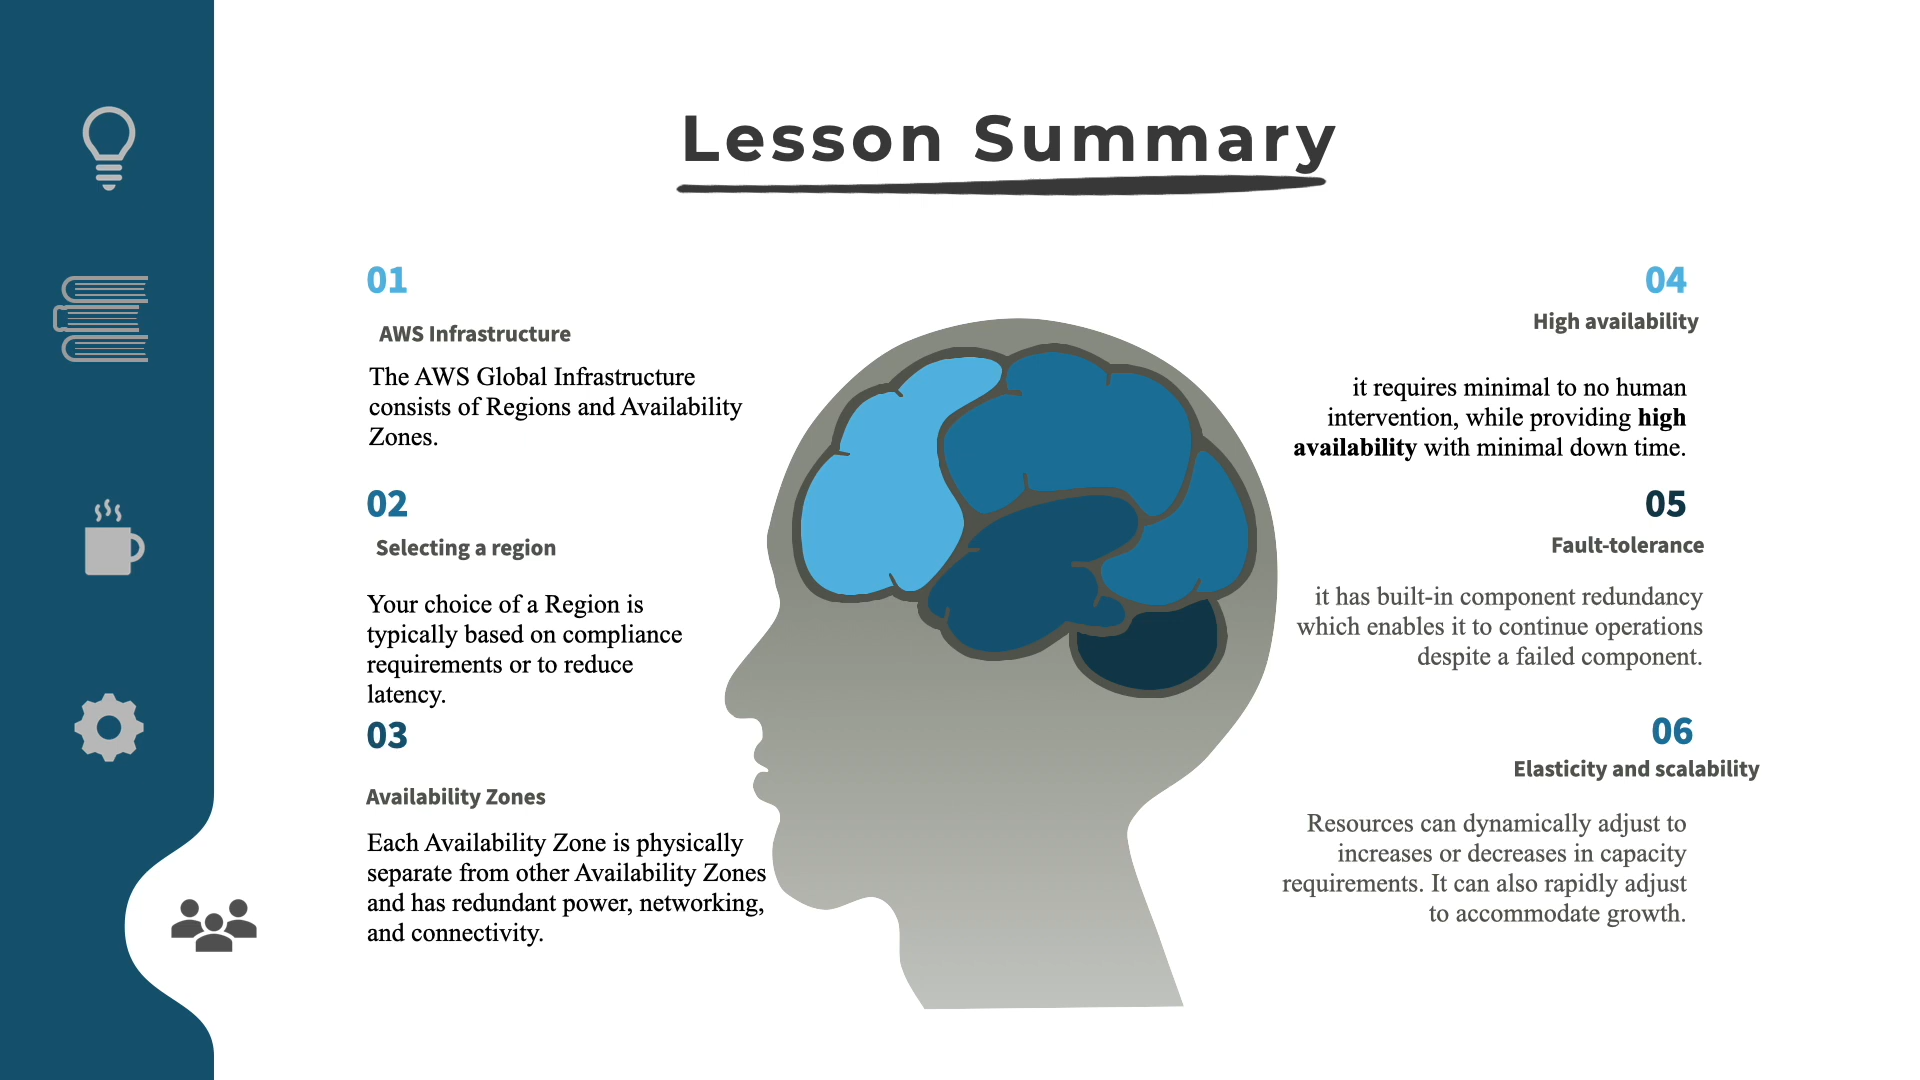 Lesson Summary
01
AWS Infrastructure
The AWS Global Infrastructure
consists of Regions and Availability
Zones.
02
Selecting a region
Your choice of a Region is
typically based on compliance
requirements or to reduce
latency.
03
Availability Zones
Each Availability Zone is physically
separate from other Availability Zones
and has redundant power, networking,
and connectivity.
04
High availability
it requires minimal to no human
intervention, while providing high
availability with minimal down time.
05
Fault-tolerance
it has built-in component redundancy
which enables it to continue operations
despite a failed component.
06
Elasticity and scalability
Resources can dynamically adjust to
increases or decreases in capacity
requirements. It can also rapidly adjust
to accommodate growth.